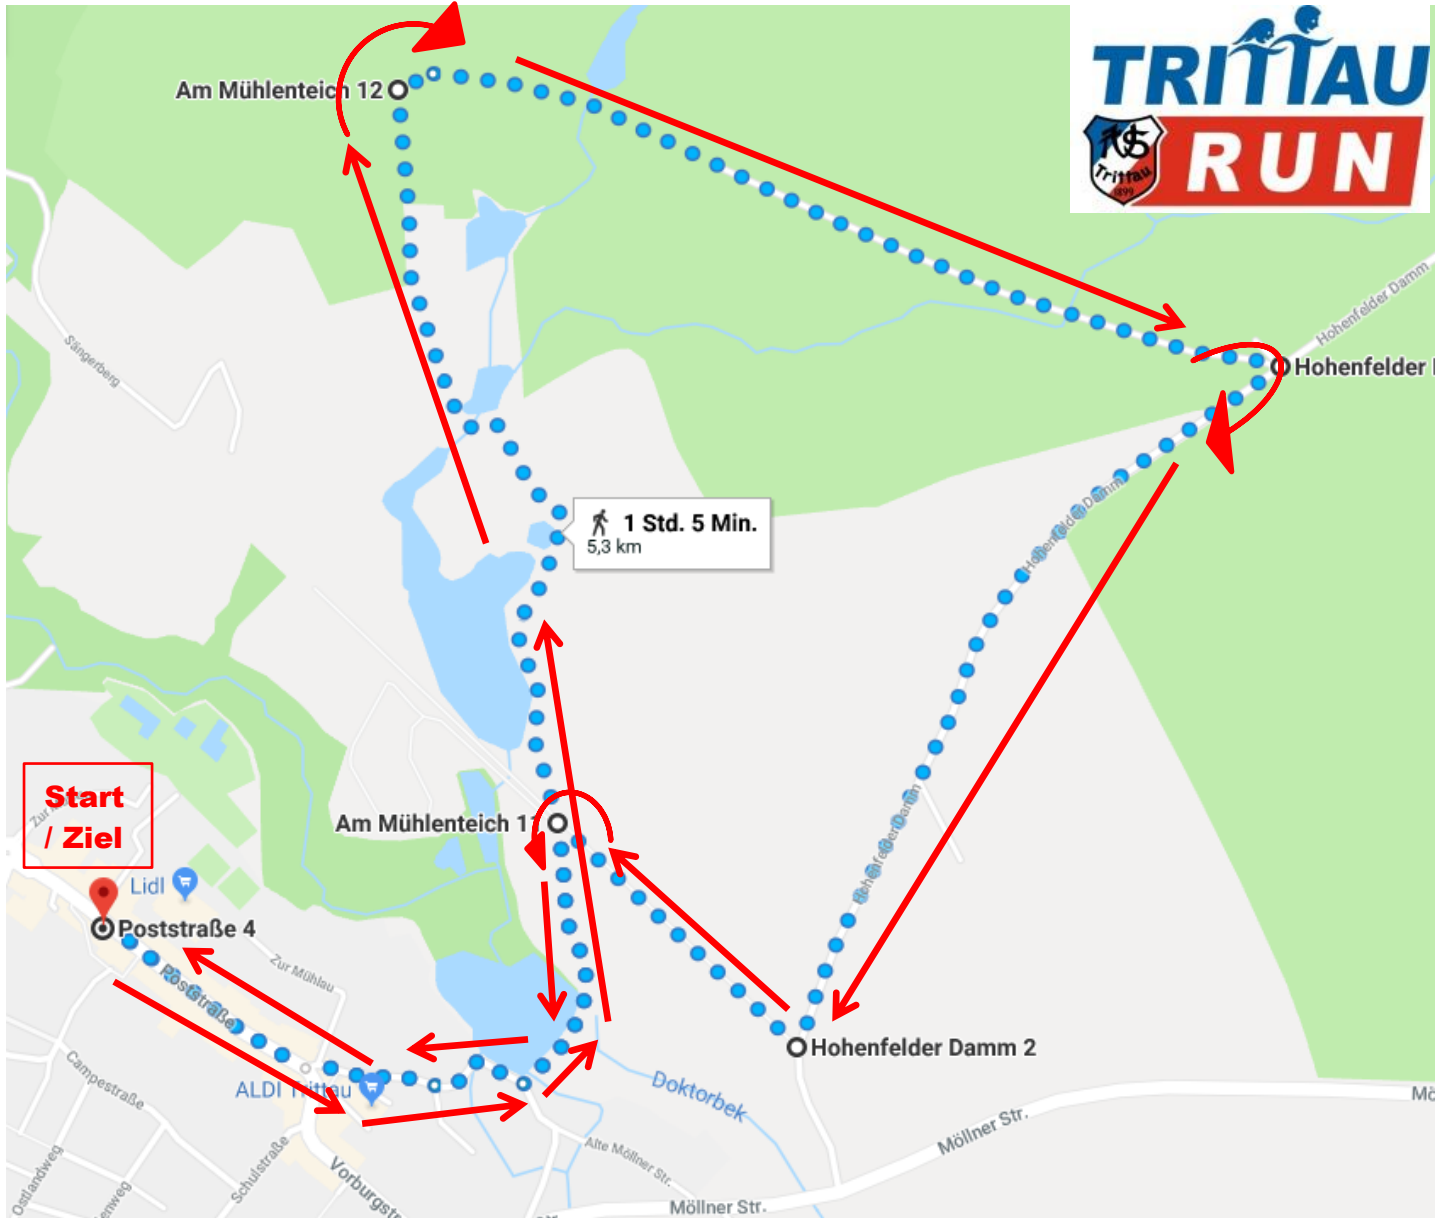 TRITTAU
RUN
Trittau
1899
Am Mühlenteich 12
Hohenfelder Damm
Hohenfelder
Sängerberg
Hohenfelder Damm
1 Std. 5 Min.
5,3 km
Start
/ Ziel
Am Mühlenteich
Hohenfelder Damm
Lidl
Poststraße 4
Zur Mühlau
Poststraße
Hohenfelder Damm 2
ALDI Trittau
Doktorbek
Campestraße
Möllner Str.
Schulstraße
Alte Möllner Str.
Ostlandweg
Vorburgstr
Möllner Str.